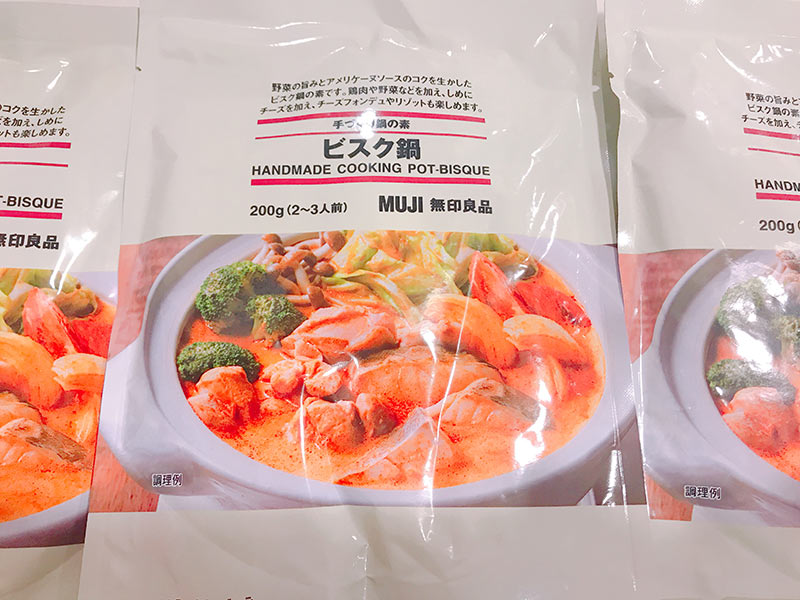 野菜の旨みとアメリケーヌソースのコクを生かした
ビスク鍋の素です。鶏肉や野菜などを加え、しめに
チーズを加え、チーズフォンデュやリゾットも楽しめます。
手づくり鍋の素
ビスク鍋
HANDMADE COOKING POT-BISQUE
200g(2〜3人前)
MUJI 無印良品
調理例
のコクを生かした
を加え、しめに
ットも楽しめます。
POT-BISQUE
無印良品
野菜の旨みと
ビスク鍋の素
チーズを加え、
HANDM
200g
調理例